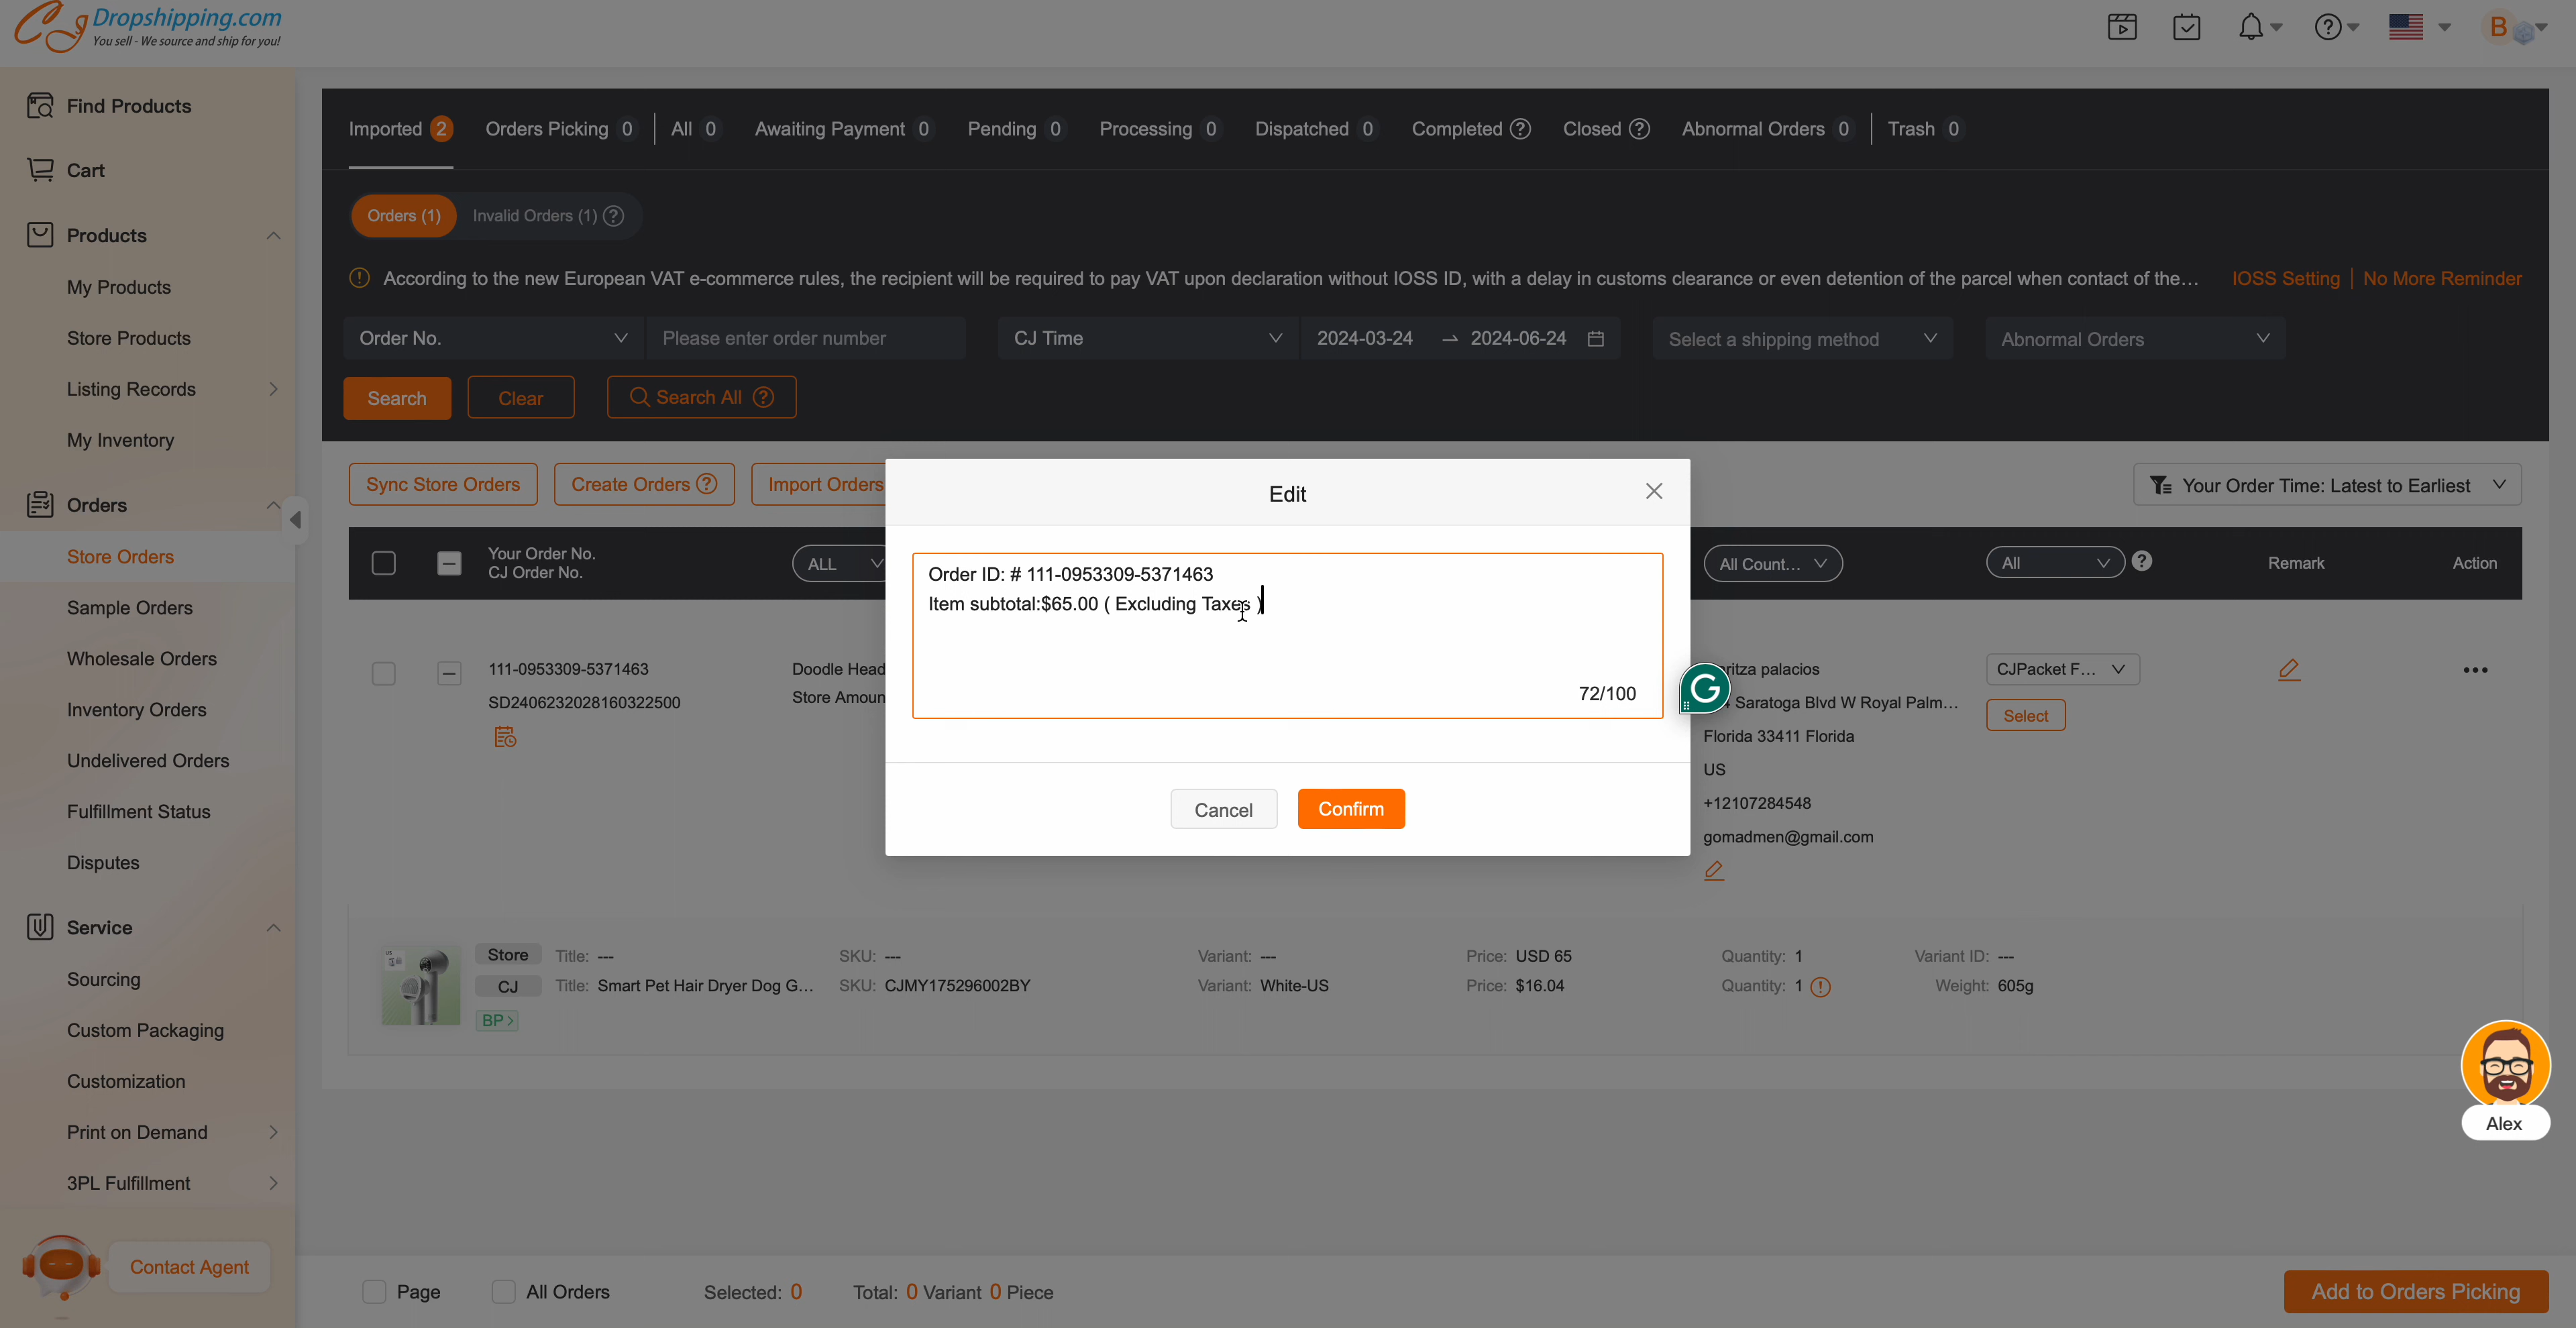 CJ Dropshipping.com
You sell - We source and ship for you!
B
Find Products
Cart
Products
My Products
Store Products
Listing Records
My Inventory
Orders
Store Orders
Sample Orders
Wholesale Orders
Inventory Orders
Undelivered Orders
Fulfillment Status
Disputes
Service
Sourcing
Custom Packaging
Customization
Print on Demand
3PL Fulfillment
Contact Agent
Imported 2 Orders Picking 0 All 0 Awaiting Payment 0 Pending 0 Processing 0 Dispatched 0 Completed ? Closed ? Abnormal Orders 0 Trash 0
Orders (1) Invalid Orders (1) ?
According to the new European VAT e-commerce rules, the recipient will be required to pay VAT upon declaration without IOSS ID, with a delay in customs clearance or even detention of the parcel when contact of the... IOSS Setting No More Reminder
Order No. Please enter order number CJ Time 2024-03-24 → 2024-06-24 Select a shipping method Abnormal Orders
Search Clear Search All ?
Sync Store Orders Create Orders ? Import Orders Your Order Time: Latest to Earliest
Your Order No.
CJ Order No.
ALL All Count... All ? Remark Action
Edit
Order ID: # 111-0953309-5371463
Item subtotal:$65.00 ( Excluding Taxes )
72/100
Cancel Confirm
111-0953309-5371463
SD2406232028160322500
Doodle Head
Store Amoun
palacios
Saratoga Blvd W Royal Palm...
Florida 33411 Florida
US
+12107284548
gomadmen@gmail.com
CJPacket F...
Select
Store Title: --- SKU: --- Variant: --- Price: USD 65 Quantity: 1 Variant ID: ---
CJ Title: Smart Pet Hair Dryer Dog G... SKU: CJMY175296002BY Variant: White-US Price: $16.04 Quantity: 1 Weight: 605g
BP >
Alex
Page All Orders Selected: 0 Total: 0 Variant 0 Piece Add to Orders Picking